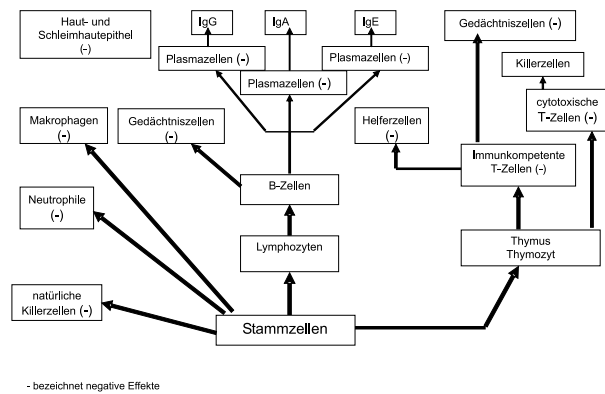 Haut- und
Schleimhautepithel
(-)
IgG
IgA
IgE
Plasmazellen (-)
Plasmazellen (-)
Plasmazellen (-)
Gedächtniszellen (-)
Killerzellen
cytotoxische
T-Zellen (-)
Makrophagen
(-)
Gedächtniszellen
(-)
Helferzellen
(-)
Immunkompetente
T-Zellen (-)
B-Zellen
Neutrophile
(-)
Lymphozyten
Thymus
Thymozyt
natürliche
Killerzellen (-)
Stammzellen
- bezeichnet negative Effekte